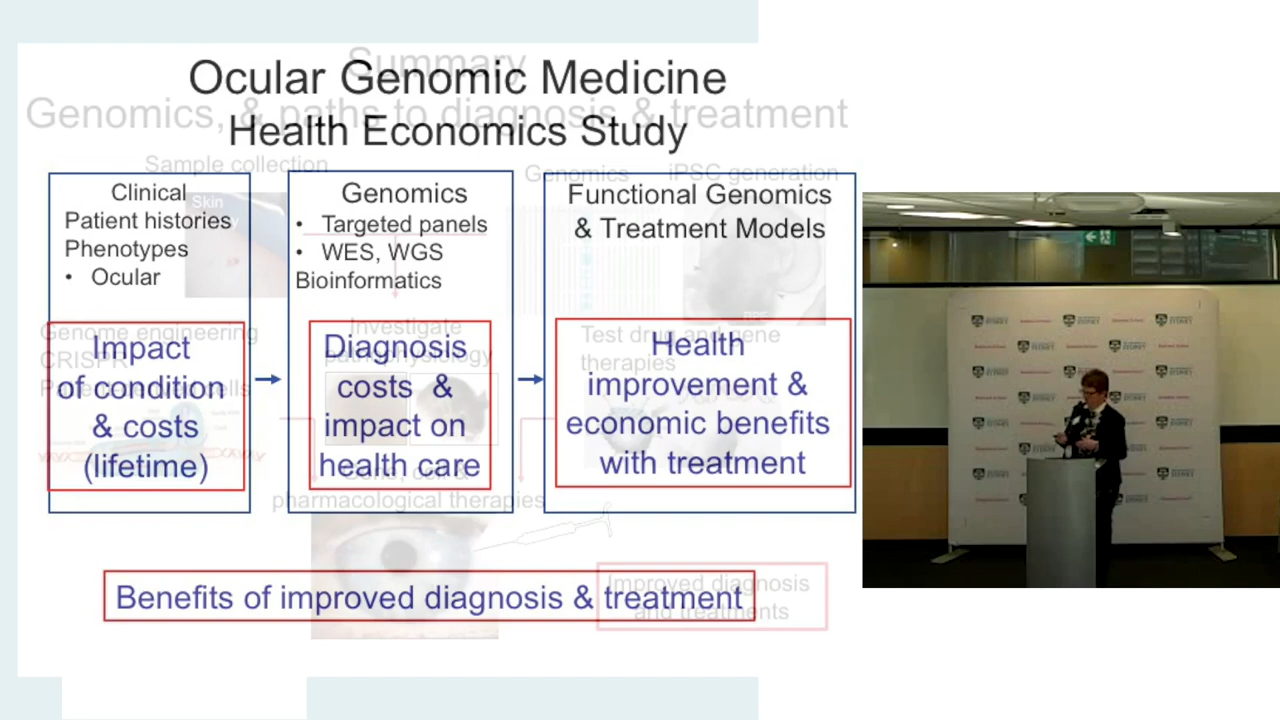 Ocular Genomic Medicine
Health Economics Study
Summary
Genomics, & paths to diagnosis & treatment
Clinical
Patient histories
Phenotypes
• Ocular
Impact
of condition
& costs
(lifetime)
Genomics
• Targeted panels
• WES, WGS
Bioinformatics
Diagnosis
costs &
impact on
health care
Functional Genomics
& Treatment Models
Health
improvement &
economic benefits
with treatment
Benefits of improved diagnosis & treatment
Sample collection
Skin
Genomics
iPSC generation
RPE
Genome engineering
CRISPR
Investigate
pathophysiology
Test drug and gene
therapies
pharmacological therapies
Improved diagnosis
and treatments
SYDNEY